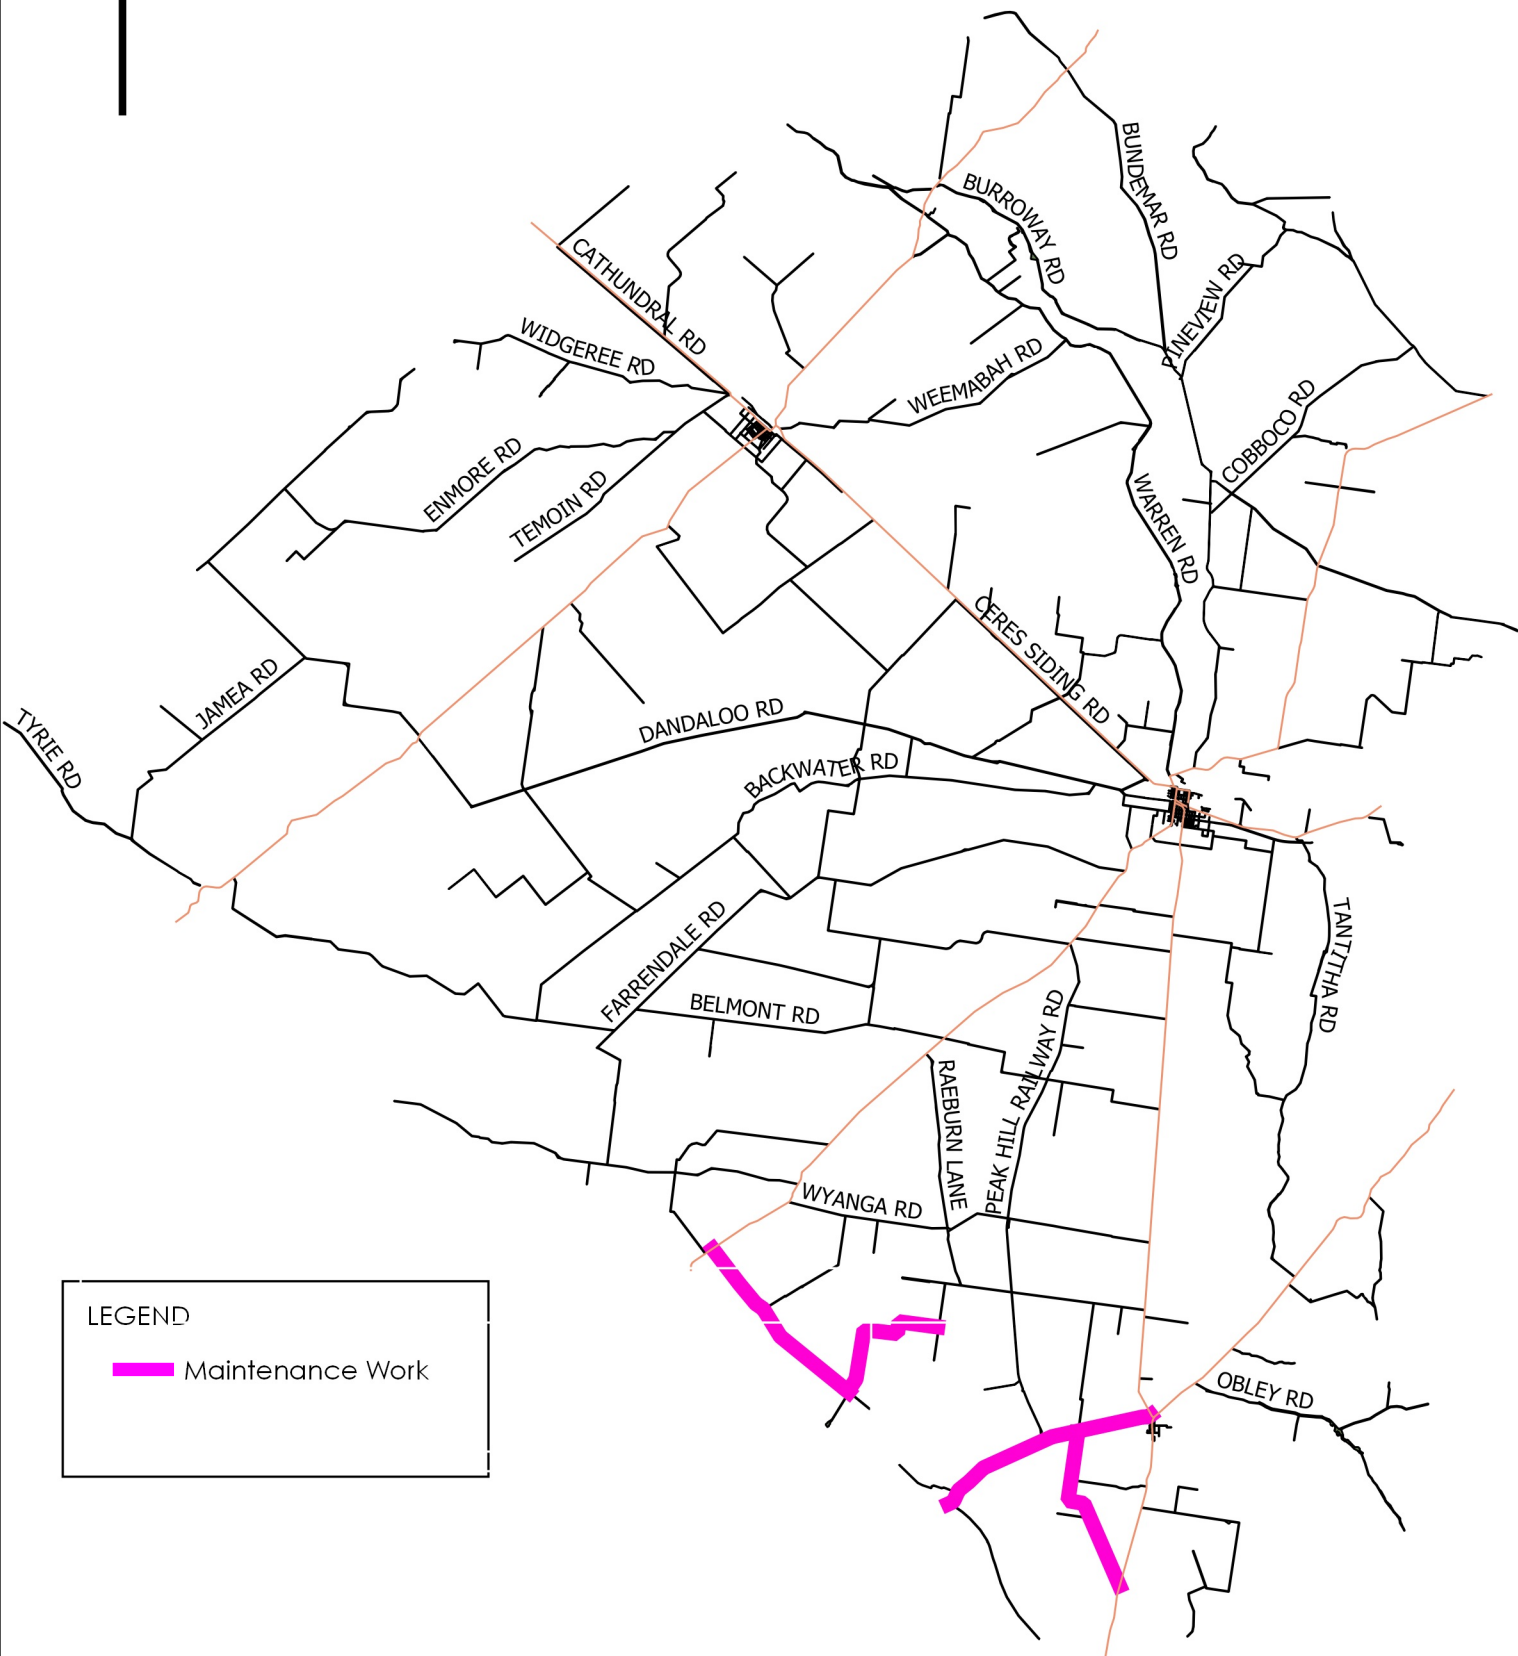 BUNDEMAR RD
BURROWAY RD
CATHUNDRAL RD
PINEVIEW RD
WIDGEREE RD
WEEMABAH RD
COBBOCO RD
ENMORE RD
TEMOIN RD
WARREN RD
CERES SIDING RD
JAMEA RD
TYRIE RD
DANDALOO RD
BACKWATER RD
FARRENDALE RD
TANTITHA RD
BELMONT RD
PEAK HILL RAILWAY RD
RAEBURN LANE
WYANGA RD
OBLEY RD
LEGEND
Maintenance Work